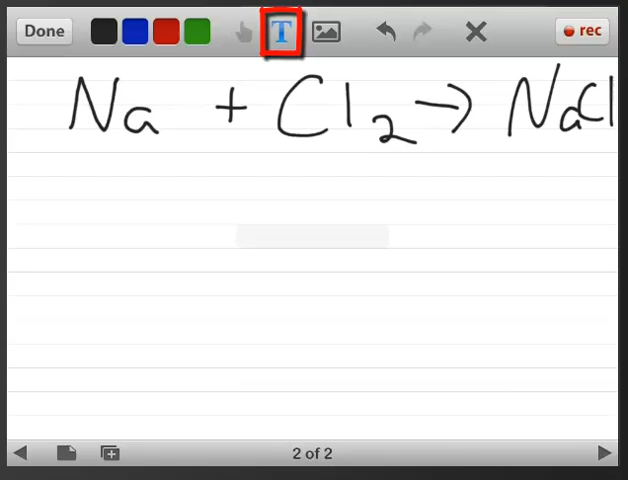 Done T rec
Na + Cl₂ → NaCl
2 of 2